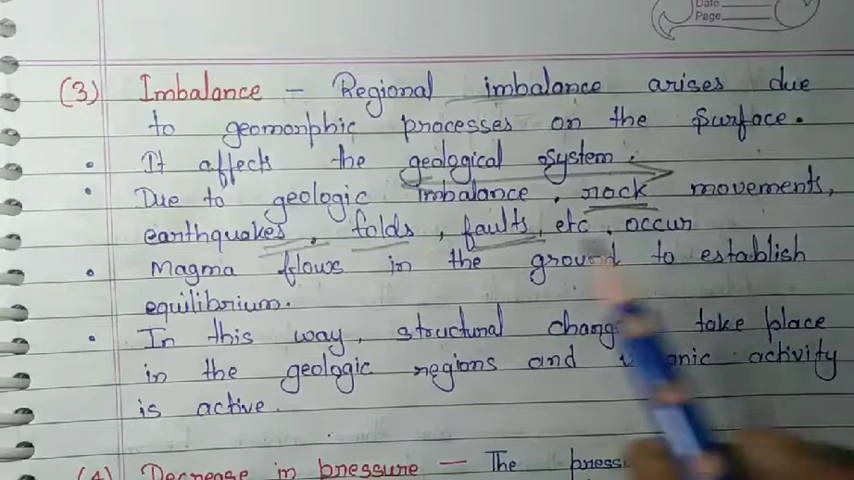 Date
Page
(3) Imbalance - Regional imbalance arises due
to geomorphic processes on the surface.
• It affects the geological system.
• Due to geologic imbalance, rock movements,
earthquakes, folds, faults, etc. occur
• Magma flows in the ground to establish
equilibrium.
• In this way, structural take place
in the geologic regions and activity
is active.
(4) Decrease in pressure - The